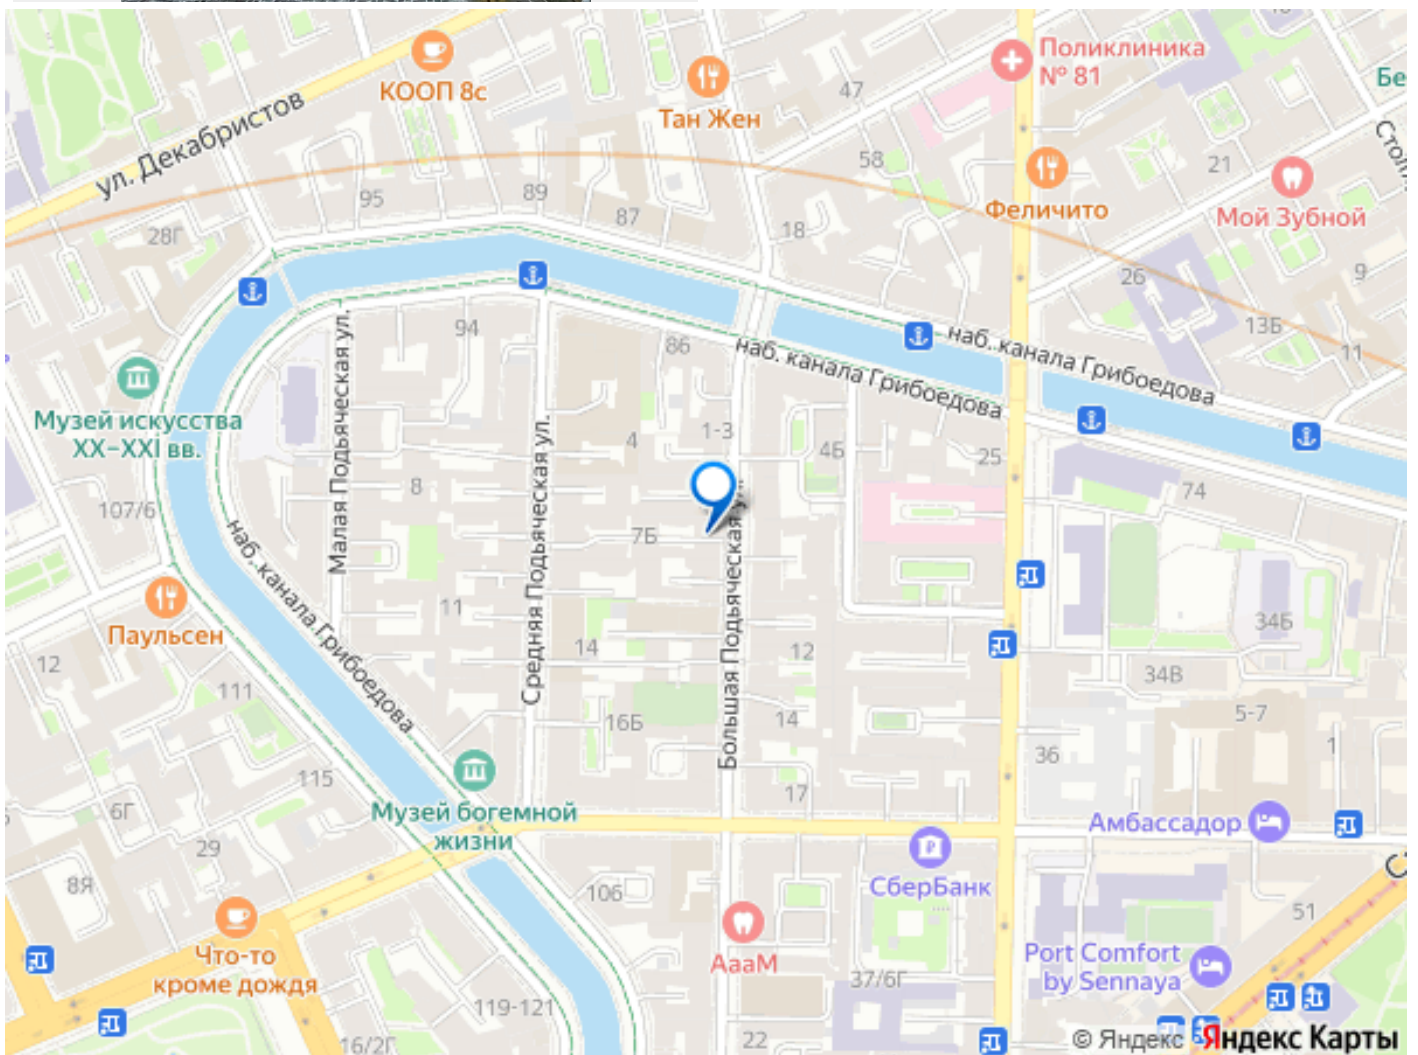 Поликлиника
№ 81
Бе
КООП 8с
Тан Жен
47
ул. Декабристов
58
21
Феличито
Мой Зубной
95
89
87
18
28Г
26
9
13Б
11
94
86
наб. канала Грибоедова
наб. канала Грибоедова
Музей искусства
XX–XXI вв.
Малая Подьяческая ул.
Средняя Подьяческая ул.
Большая Подьяческая
1-3
4
4Б
25
8
74
107/6
7Б
наб. канала Грибоедова
Паульсен
11
14
12
34Б
12
34В
111
16Б
14
5-7
36
1
115
17
6Г
Музей богемной
жизни
Амбассадор
29
СберБанк
8Я
106
51
Что-то
кроме дождя
АааМ
37/6Г
Port Comfort
by Sennaya
119-121
16/2Г
22
© Яндекс
Яндекс Карты